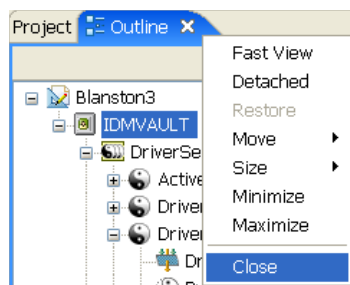 Project Outline
Fast View
Detached
Restore
Move
Size
Minimize
Maximize
Close
Blanston3
IDMVAULT
DriverSe
Active
Driver
Driver
Dr